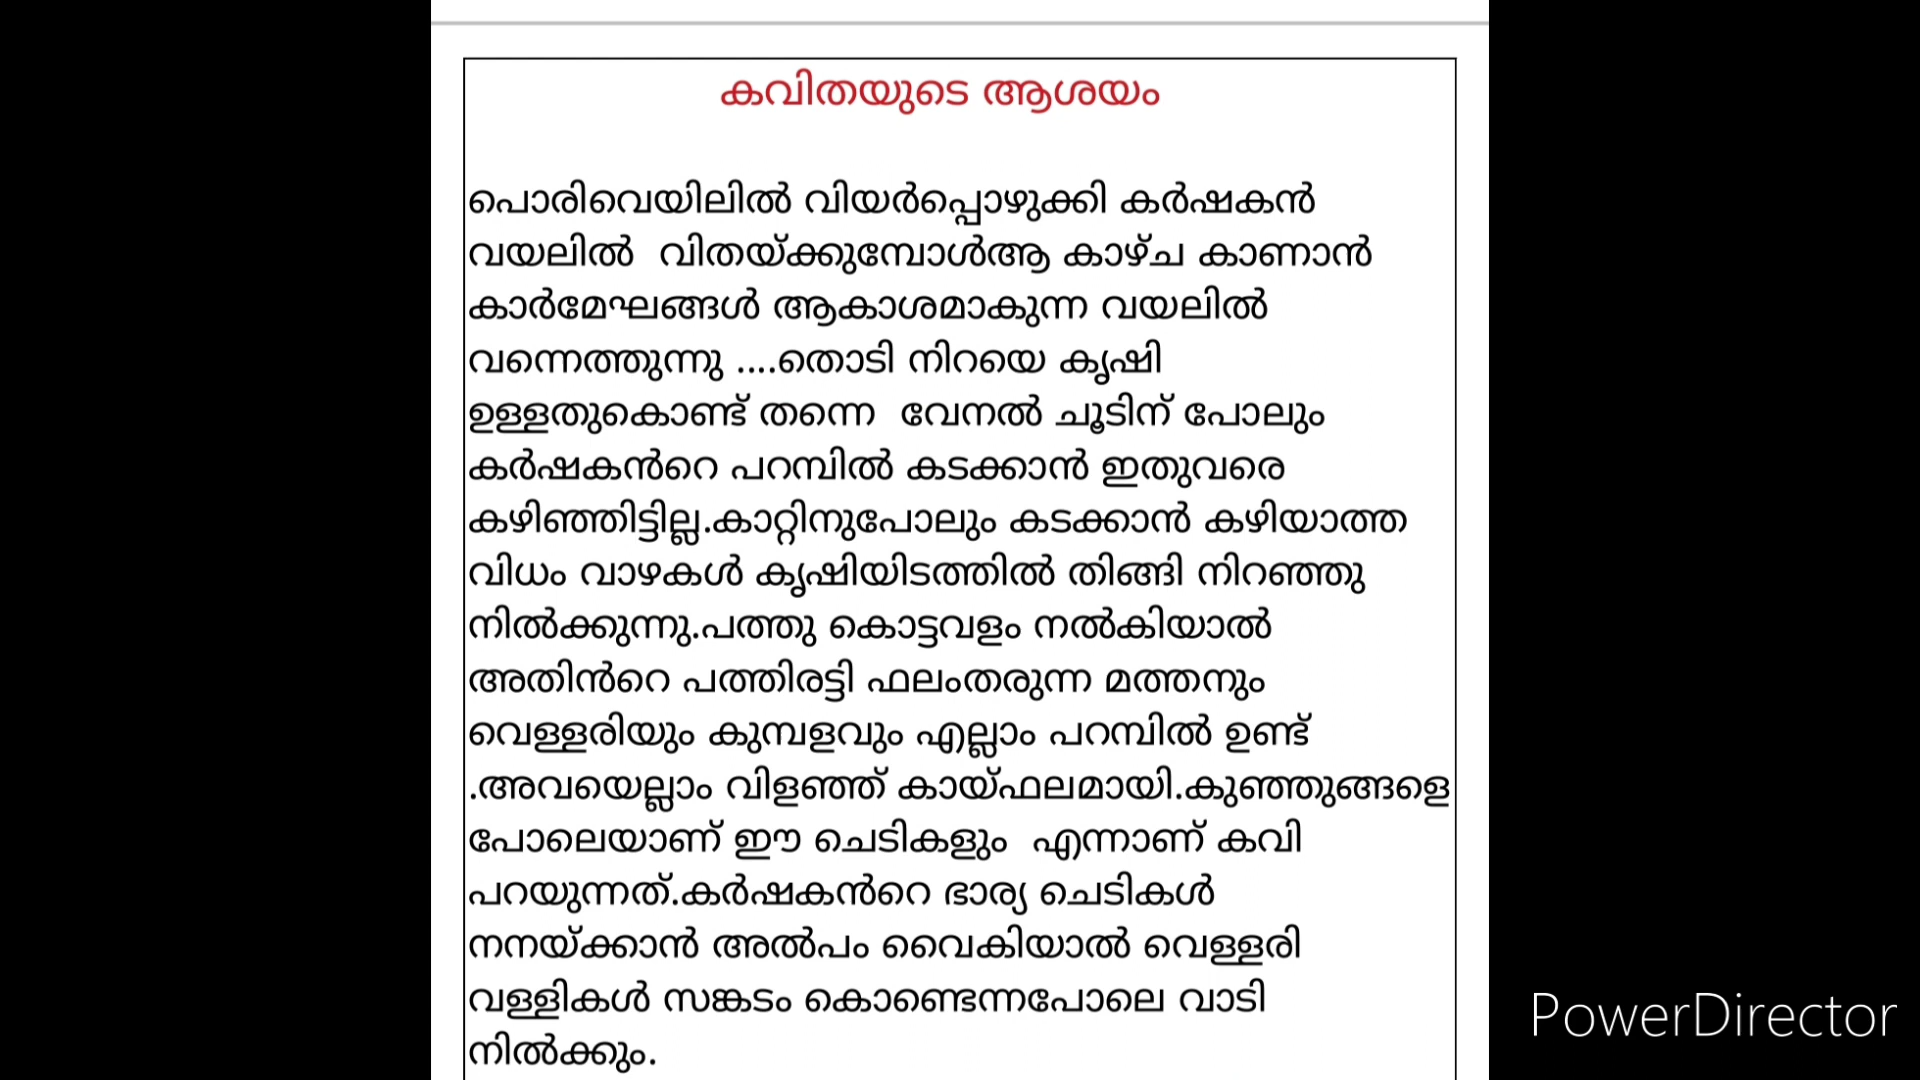 കവിതയുടെ ആശയം
പൊരിവെയിലിൽ വിയർപ്പൊഴുക്കി കർഷകൻ
വയലിൽ  വിതയ്ക്കുമ്പോൾആ കാഴ്ച കാണാൻ
കാർമേഘങ്ങൾ ആകാശമാകുന്ന വയലിൽ
വന്നെത്തുന്നു ....തൊടി നിറയെ കൃഷി
ഉള്ളതുകൊണ്ട് തന്നെ  വേനൽ ചൂടിന് പോലും
കർഷകൻറെ പറമ്പിൽ കടക്കാൻ ഇതുവരെ
കഴിഞ്ഞിട്ടില്ല.കാറ്റിനുപോലും കടക്കാൻ കഴിയാത്ത
വിധം വാഴകൾ കൃഷിയിടത്തിൽ തിങ്ങി നിറഞ്ഞു
നിൽക്കുന്നു.പത്തു കൊട്ടവളം നൽകിയാൽ
അതിൻറെ പത്തിരട്ടി ഫലംതരുന്ന മത്തനും
വെള്ളരിയും കുമ്പളവും എല്ലാം പറമ്പിൽ ഉണ്ട്
.അവയെല്ലാം വിളഞ്ഞ് കായ്ഫലമായി.കുഞ്ഞുങ്ങളെ
പോലെയാണ് ഈ ചെടികളും  എന്നാണ് കവി
പറയുന്നത്.കർഷകൻറെ ഭാര്യ ചെടികൾ
നനയ്ക്കാൻ അൽപം വൈകിയാൽ വെള്ളരി
വള്ളികൾ സങ്കടം കൊണ്ടെന്നപോലെ വാടി
നിൽക്കും.
PowerDirector